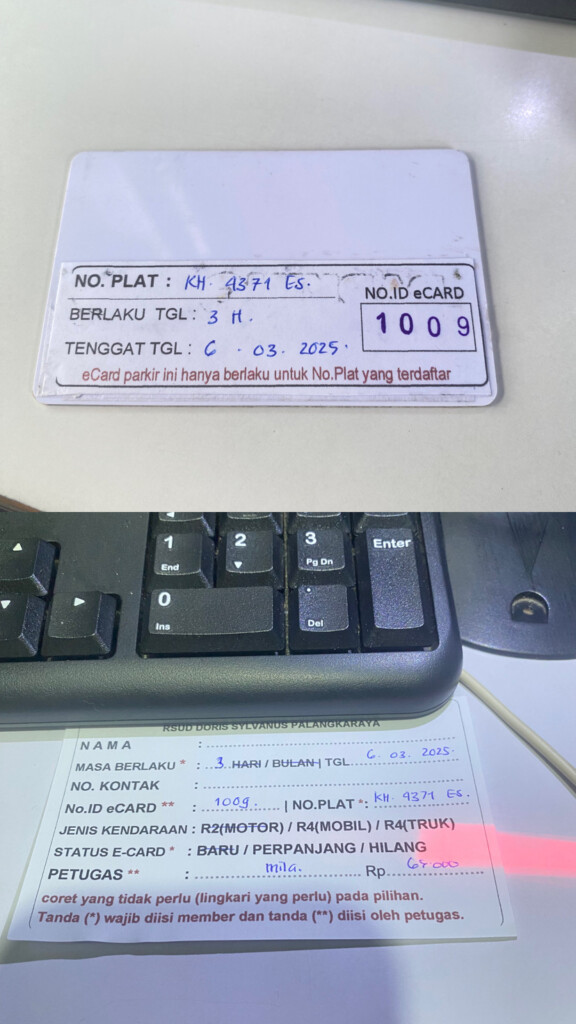 NO. PLAT : KH. 4371 ES.
NO.ID eCARD
BERLAKU TGL : 3 H.
1009
TENGGAT TGL : 6 . 03. 2025.
eCard parkir ini hanya berlaku untuk No.Plat yang terdaftar
1
End
2
3
Pg Dn
Enter
0
Ins
.
Del
RSUD DORIS SYLVANUS PALANGKARAYA
NAMA :
MASA BERLAKU * : 3 HARI / BULAN | TGL 6. 03. 2025.
NO. KONTAK :
No.ID eCARD ** : 1009. | NO.PLAT * : KH. 4371 ES.
JENIS KENDARAAN : R2(MOTOR) / R4(MOBIL) / R4(TRUK)
STATUS E-CARD * : BARU / PERPANJANG / HILANG
PETUGAS ** : mila. Rp. 65.000
coret yang tidak perlu (lingkari yang perlu) pada pilihan.
Tanda (*) wajib diisi member dan tanda (**) diisi oleh petugas.